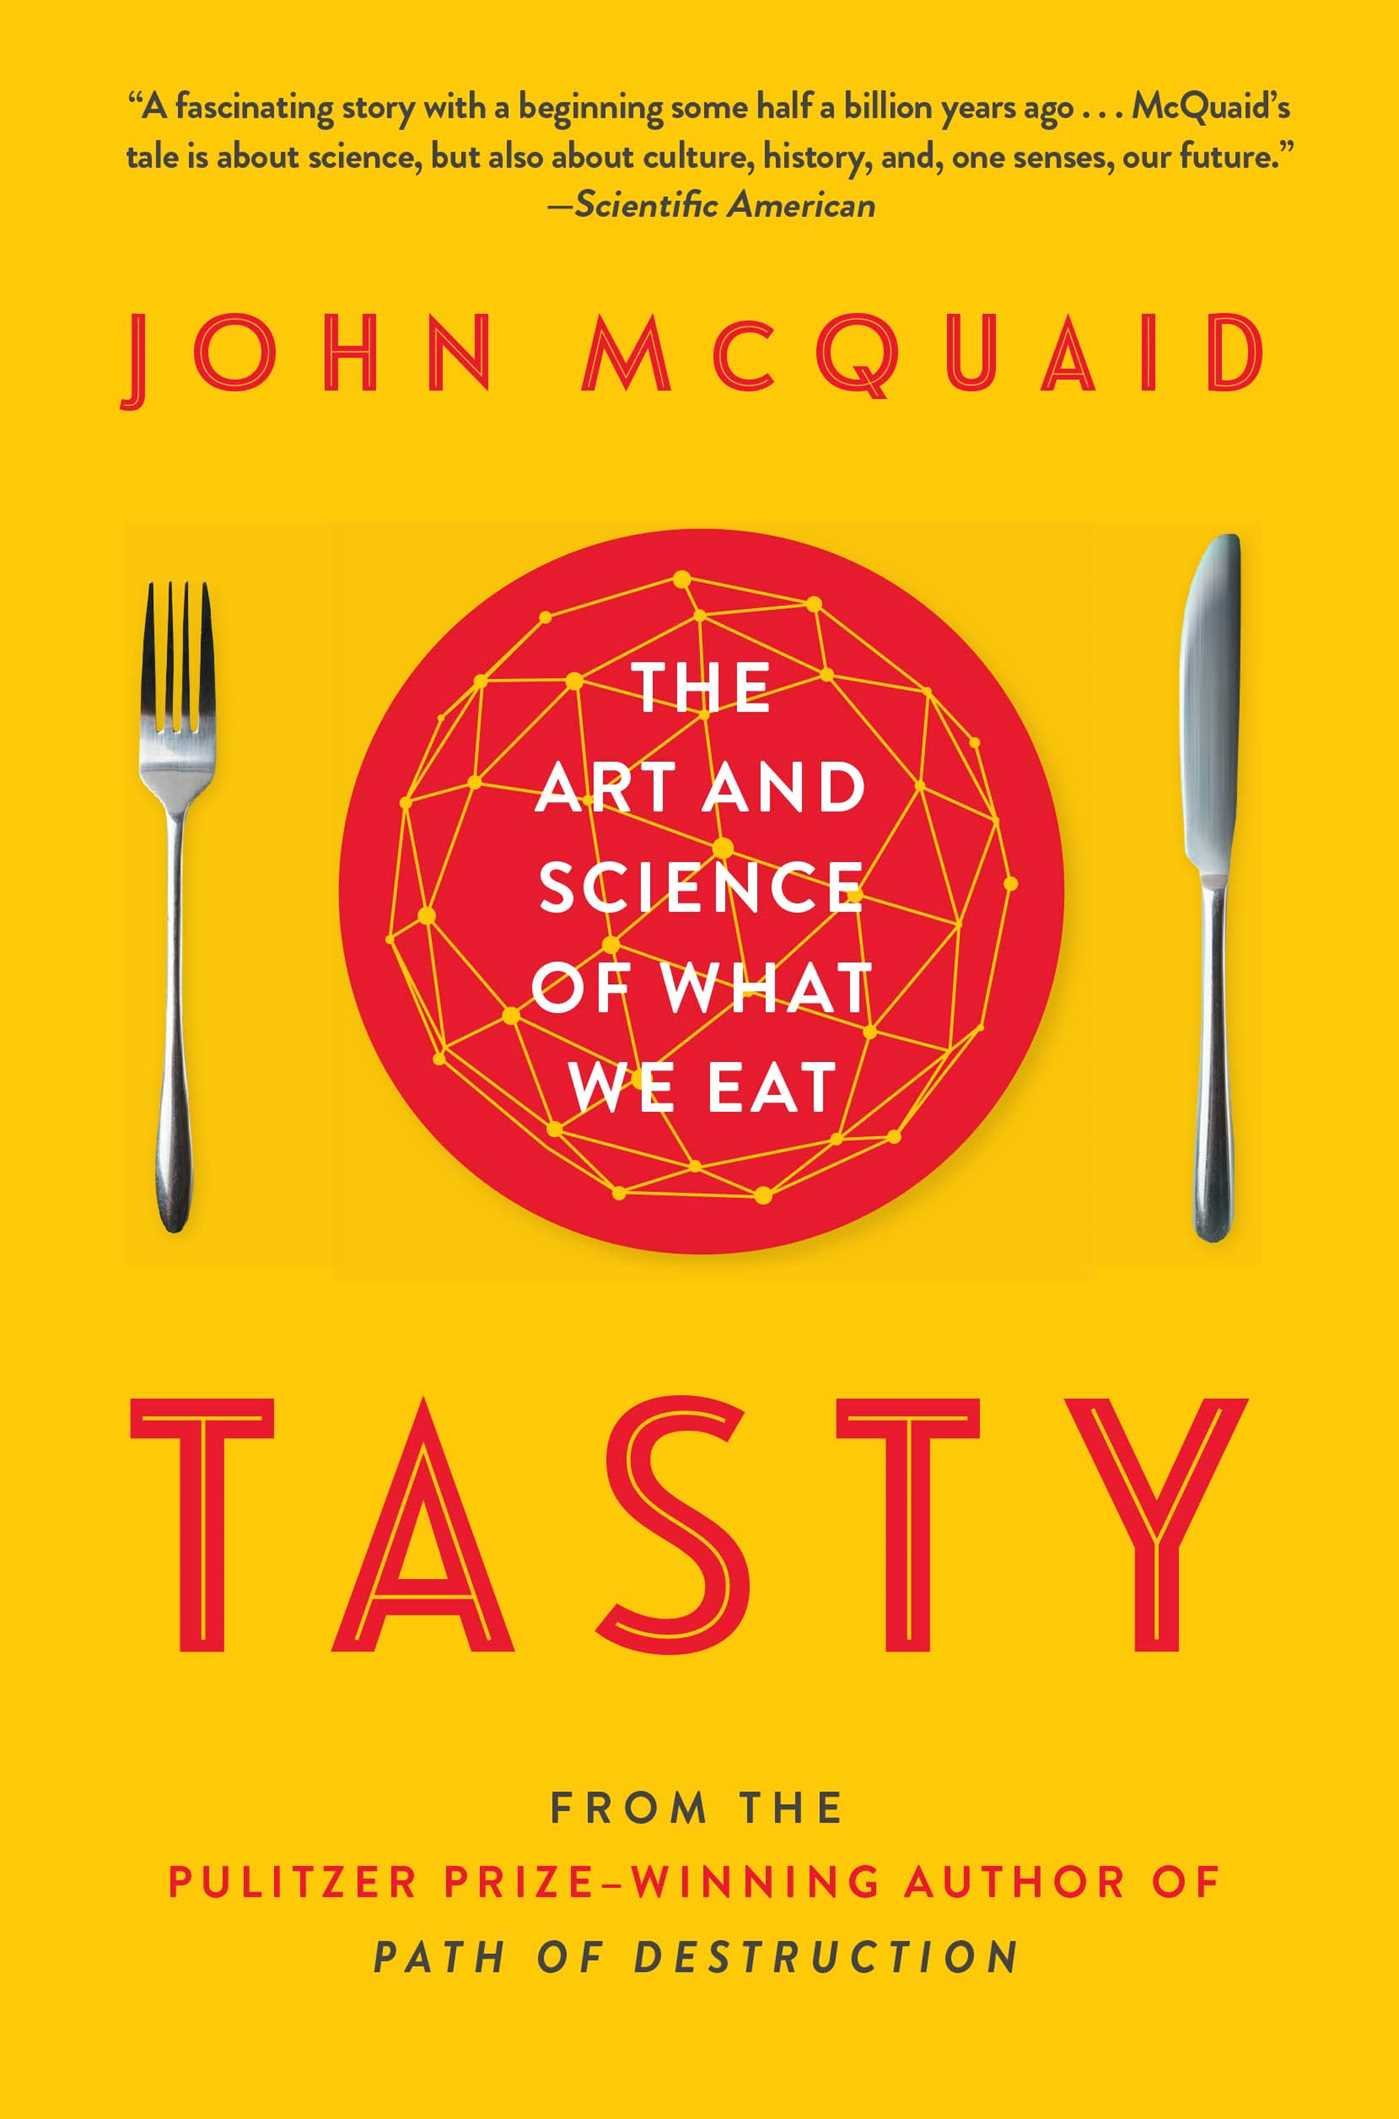 “A fascinating story with a beginning some half a billion years ago . . . McQuaid’s
tale is about science, but also about culture, history, and, one senses, our future.”
—Scientific American
JOHN MCQUAID
THE
ART AND
SCIENCE
OF WHAT
WE EAT
TASTY
FROM THE
PULITZER PRIZE–WINNING AUTHOR OF
PATH OF DESTRUCTION